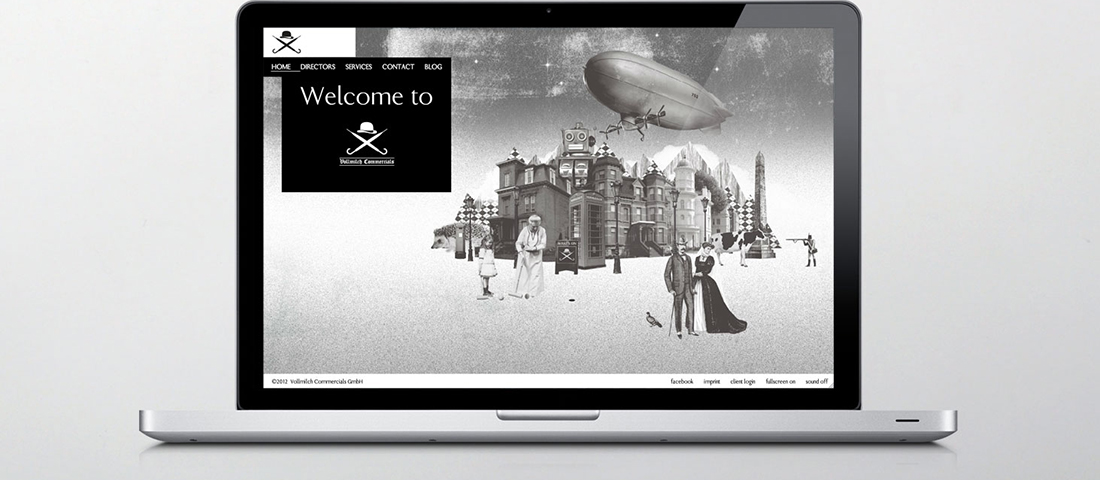 HOME DIRECTORS SERVICES CONTACT BLOG
Welcome to
Vollmilch Commercials
©2012 Vollmilch Commercials GmbH
facebook imprint client login fullscreen on sound off